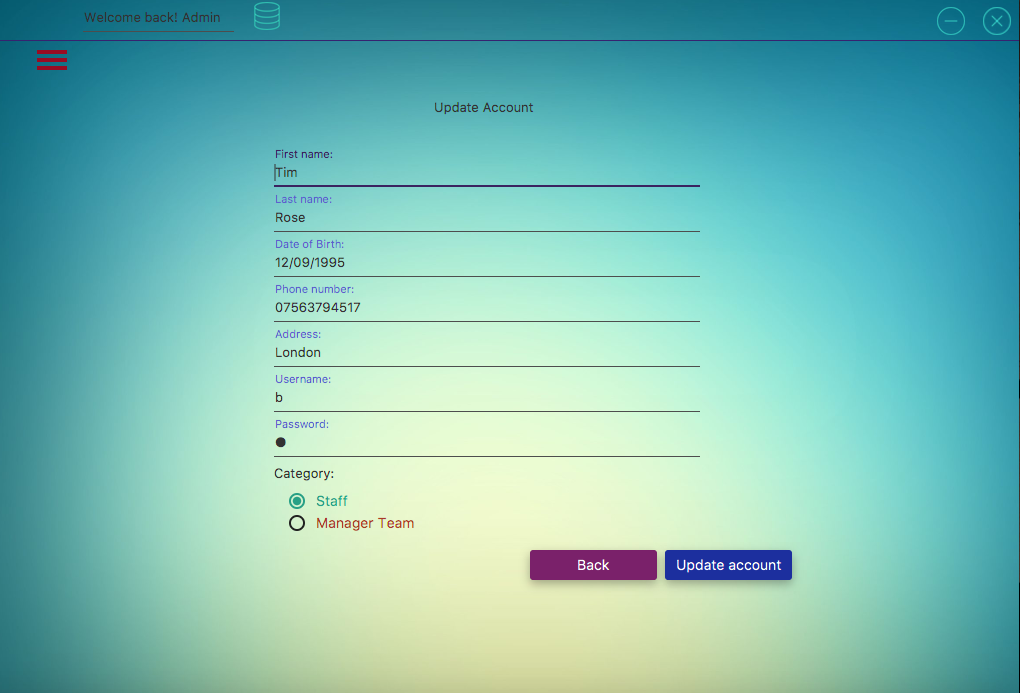 Welcome back! Admin
Update Account
First name:
Tim
Last name:
Rose
Date of Birth:
12/09/1995
Phone number:
07563794517
Address:
London
Username:
b
Password:
Category:
Staff
Manager Team
Back
Update account